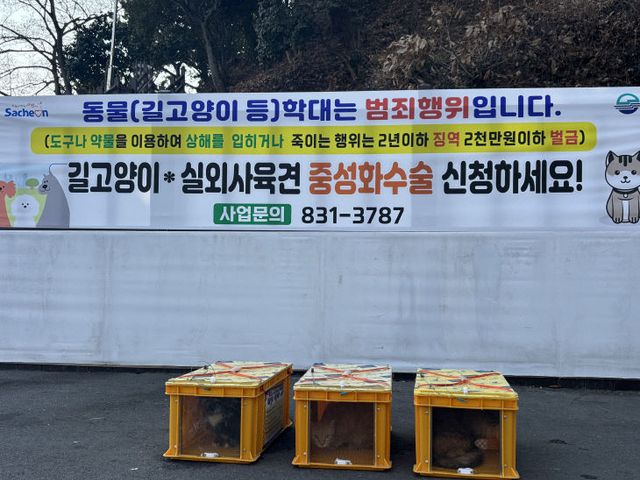 Sacheon
동물(길고양이 등)학대는 범죄행위입니다.
(도구나 약물을 이용하여 상해를 입히거나 죽이는 행위는 2년이하 징역 2천만원이하 벌금)
길고양이*실외사육견 중성화수술 신청하세요!
사업문의 831-3787